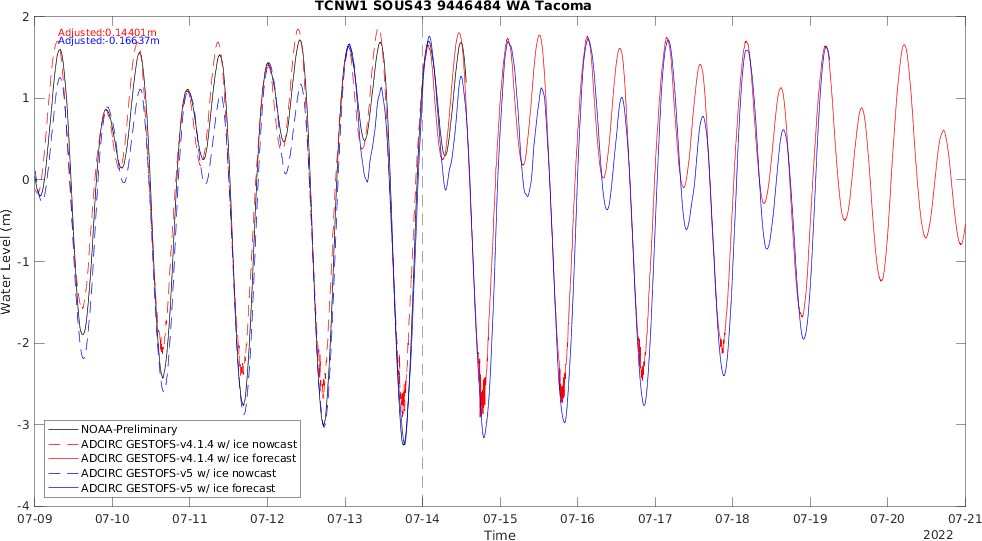 TCNW1 SOUS43 9446484 WA Tacoma
Adjusted:0.14401m
Adjusted:-0.16637m
2
1
0
-1
-2
-3
-4
Water Level (m)
NOAA-Preliminary
ADCIRC GESTOFS-v4.1.4 w/ ice nowcast
ADCIRC GESTOFS-v4.1.4 w/ ice forecast
ADCIRC GESTOFS-v5 w/ ice nowcast
ADCIRC GESTOFS-v5 w/ ice forecast
07-09 07-10 07-11 07-12 07-13 07-14 07-15 07-16 07-17 07-18 07-19 07-20 07-21
Time 2022